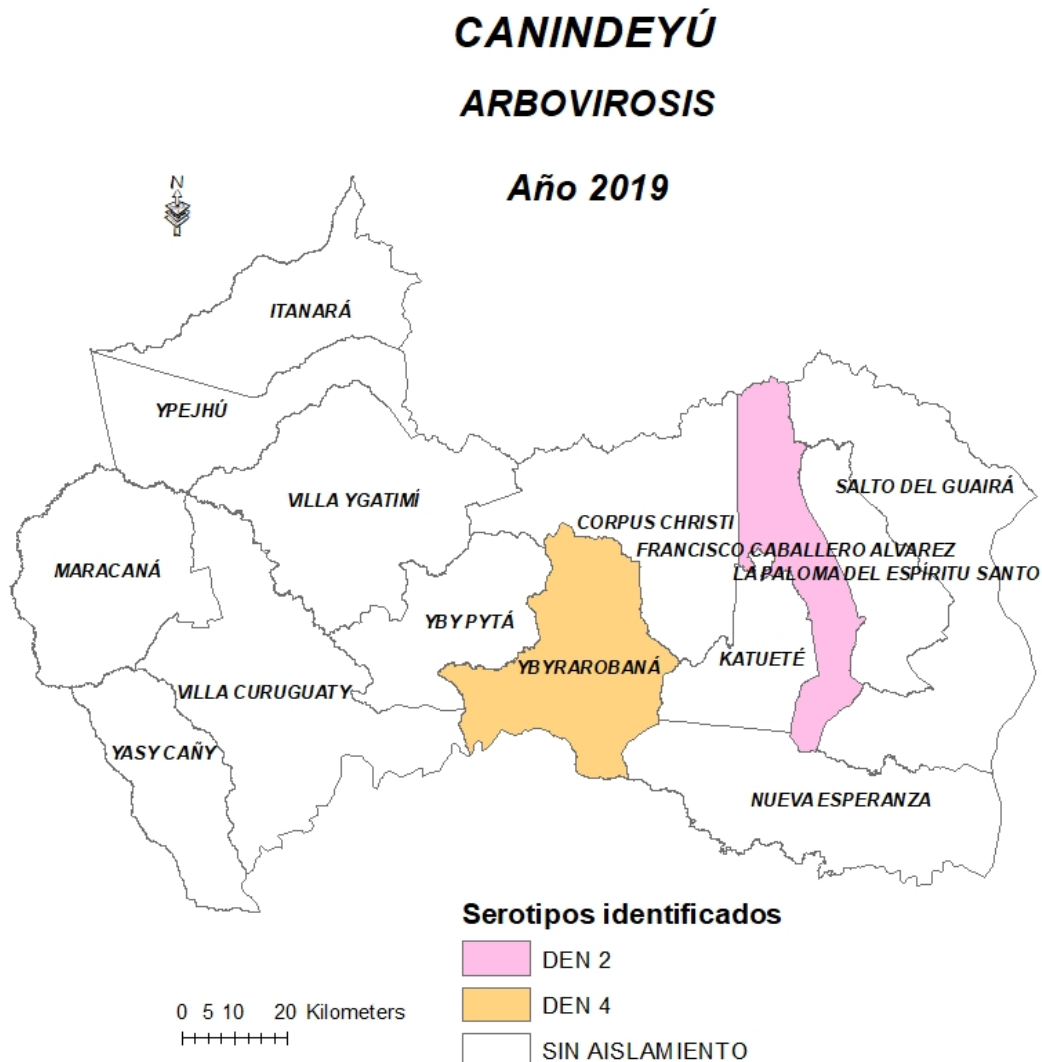 CANINDEYÚ
ARBOVIROSIS
Año 2019
N
ITANARÁ
YPEJHÚ
VILLA YGATIMÍ
SALTO DEL GUAIRÁ
CORPUS CHRISTI
FRANCISCO CABALLERO ALVAREZ
MARACANÁ
LA PALOMA DEL ESPÍRITU SANTO
YBY PYTÁ
YBYRAROBANÁ
KATUETÉ
VILLA CURUGUATY
YASY CAÑY
NUEVA ESPERANZA
Serotipos identificados
DEN 2
DEN 4
SIN AISLAMIENTO
0 5 10 20 Kilometers